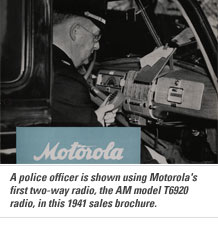 Motorola
A police officer is shown using Motorola's
first two-way radio, the AM model T6920
radio, in this 1941 sales brochure.